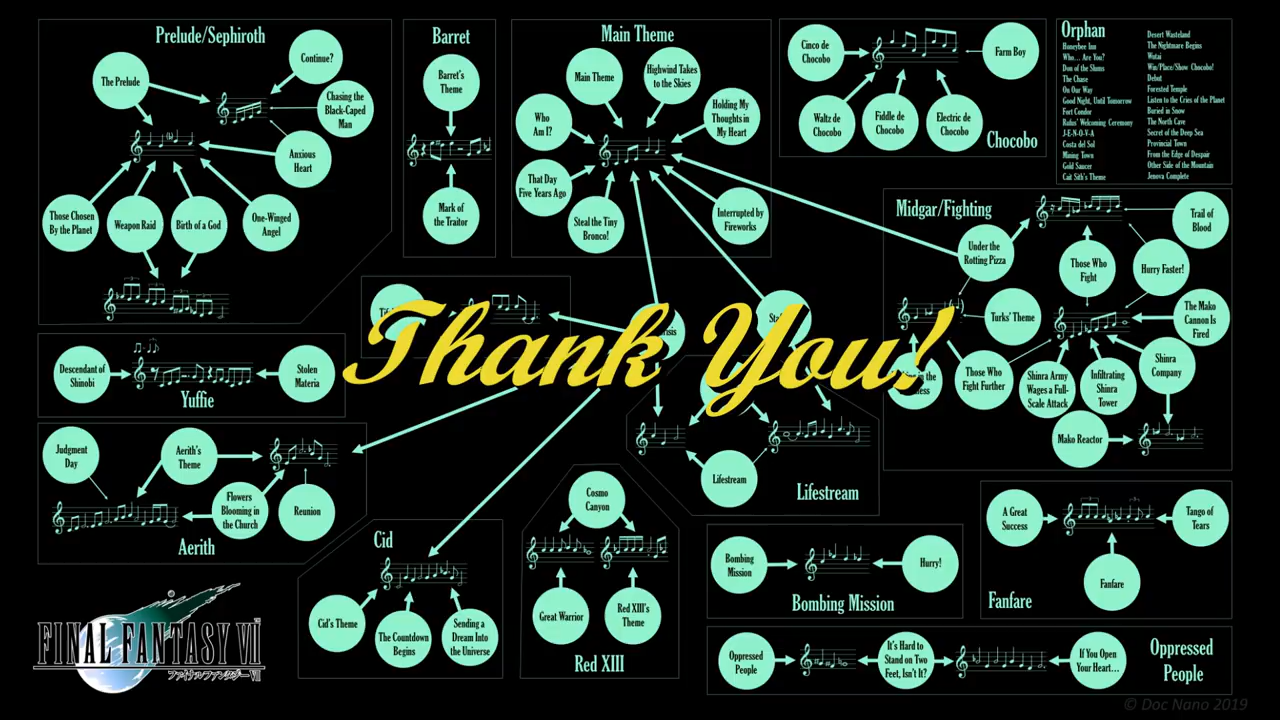 Prelude/Sephiroth
The Prelude
Continue?
Chasing the
Black-Caped
Man
Anxious
Heart
Those Chosen
By the Planet
Weapon Raid
Birth of a God
One-Winged
Angel
Barret
Barret's
Theme
Mark of
the Traitor
Main Theme
Main Theme
Highwind Takes
to the Skies
Who
Am I?
Holding My
Thoughts in
My Heart
That Day
Five Years Ago
Steal the Tiny
Bronco!
Interrupted by
Fireworks
Cinco de
Chocobo
Farm Boy
Waltz de
Chocobo
Fiddle de
Chocobo
Electric de
Chocobo
Chocobo
Orphan
Honeybee Inn
Who... Are You?
Don of the Slums
The Chase
On Our Way
Good Night, Until Tomorrow
Fort Condor
Rufus' Welcoming Ceremony
J-E-N-O-V-A
Costa del Sol
Mining Town
Gold Saucer
Cait Sith's Theme
Desert Wasteland
The Nightmare Begins
Wutai
Win/Place/Show Chocobo!
Debut
Forested Temple
Listen to the Cries of the Planet
Buried in Snow
The North Cave
Secret of the Deep Sea
Provincial Town
From the Edge of Despair
Other Side of the Mountain
Jenova Complete
Midgar/Fighting
Trail of
Blood
Under the
Rotting Pizza
Those Who
Fight
Hurry Faster!
Turks' Theme
The Mako
Cannon Is
Fired
Those Who
Fight Further
Shinra Army
Wages a Full-
Scale Attack
Infiltrating
Shinra
Tower
Shinra
Company
Mako Reactor
Thank You!
Descendant of
Shinobi
Stolen
Materia
Yuffie
Judgment
Day
Aerith's
Theme
Flowers
Blooming in
the Church
Reunion
Aerith
Lifestream
Lifestream
Cid
Cid's Theme
The Countdown
Begins
Sending a
Dream Into
the Universe
Cosmo
Canyon
Great Warrior
Red XIII's
Theme
Red XIII
Bombing
Mission
Hurry!
Bombing Mission
A Great
Success
Tango of
Tears
Fanfare
Fanfare
Oppressed
People
It's Hard to
Stand on Two
Feet, Isn't It?
If You Open
Your Heart...
Oppressed
People
FINAL FANTASY VII
ファイナルファンタジーVII
© Doc Nano 2019